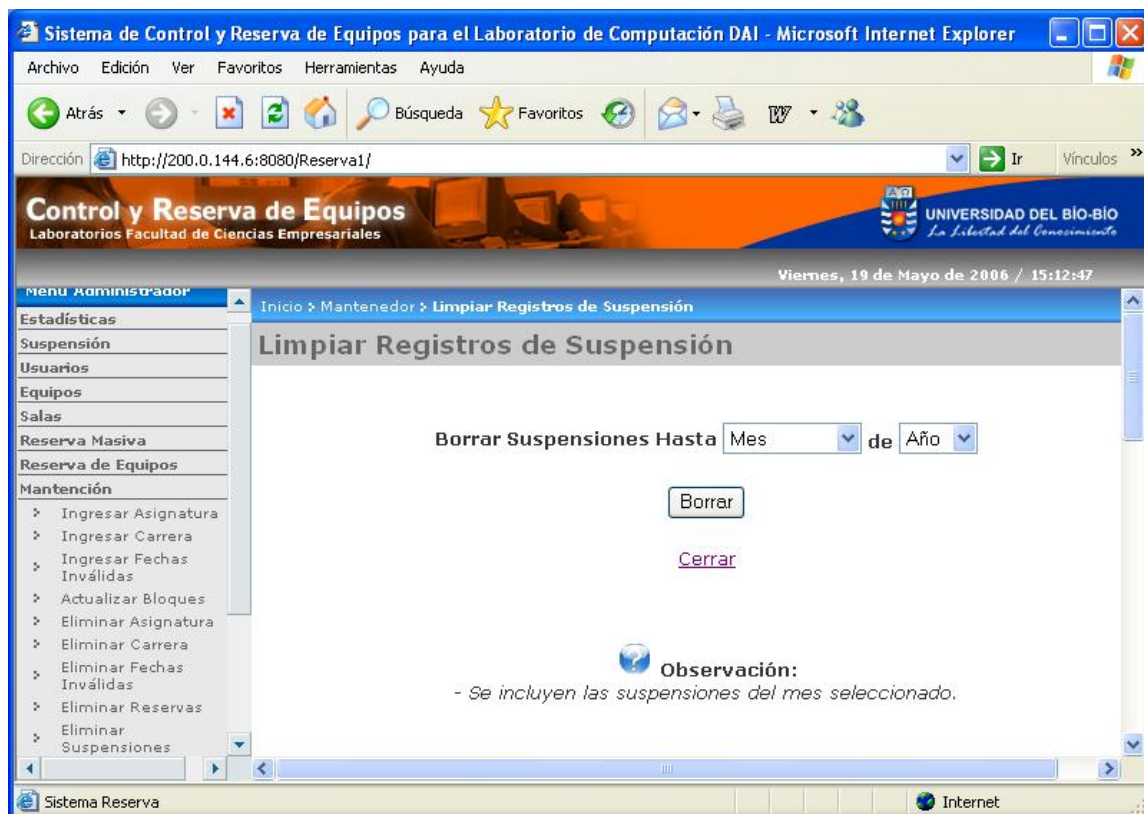 Sistema de Control y Reserva de Equipos para el Laboratorio de Computación DAI - Microsoft Internet Explorer
Archivo Edición Ver Favoritos Herramientas Ayuda
Atrás Búsqueda Favoritos
Dirección http://200.0.144.6:8080/Reserva1/ Ir Vínculos »
Control y Reserva de Equipos
Laboratorios Facultad de Ciencias Empresariales
UNIVERSIDAD DEL BÍO-BÍO
La Libertad del Conocimiento
Viernes, 19 de Mayo de 2006 / 15:12:47
Menú Administrador
Estadísticas
Suspensión
Usuarios
Equipos
Salas
Reserva Masiva
Reserva de Equipos
Mantención
Ingresar Asignatura
Ingresar Carrera
Ingresar Fechas
Inválidas
Actualizar Bloques
Eliminar Asignatura
Eliminar Carrera
Eliminar Fechas
Inválidas
Eliminar Reservas
Eliminar
Suspensiones
Inicio > Mantenedor > Limpiar Registros de Suspensión
Limpiar Registros de Suspensión
Borrar Suspensiones Hasta Mes de Año
Borrar
Cerrar
Observación:
- Se incluyen las suspensiones del mes seleccionado.
Sistema Reserva
Internet